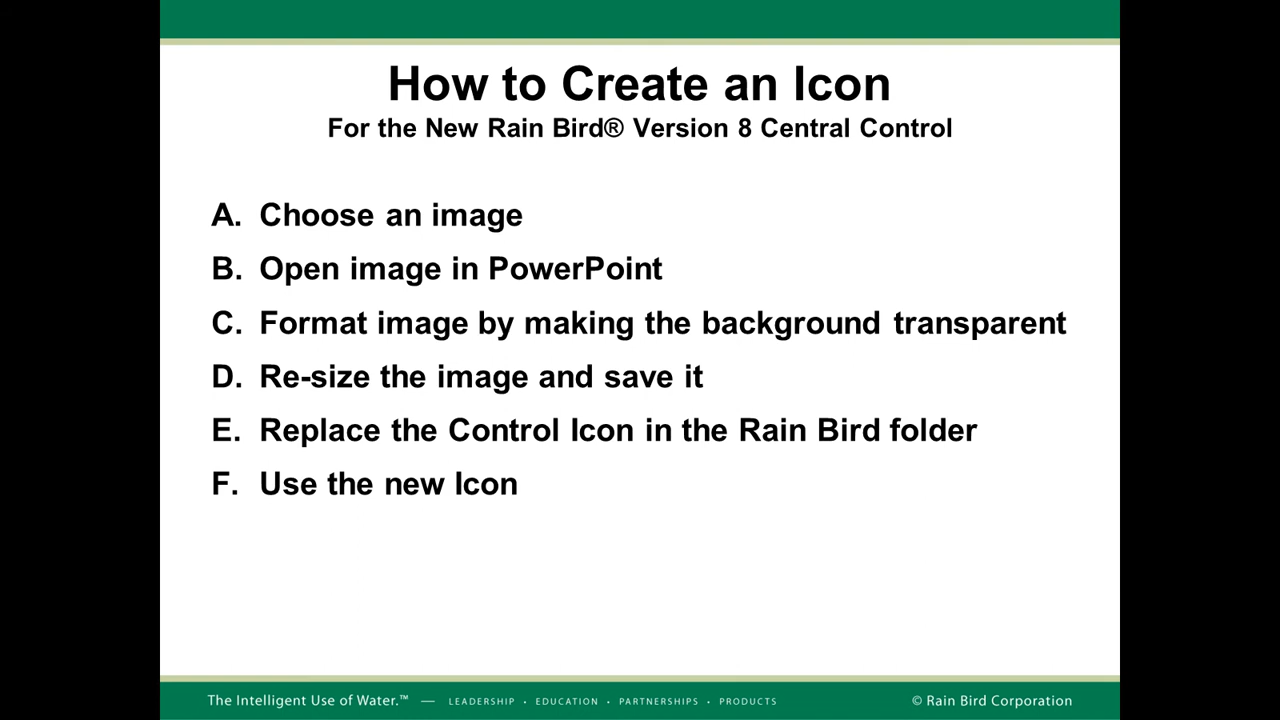 How to Create an Icon
For the New Rain Bird® Version 8 Central Control
A. Choose an image
B. Open image in PowerPoint
C. Format image by making the background transparent
D. Re-size the image and save it
E. Replace the Control Icon in the Rain Bird folder
F. Use the new Icon
The Intelligent Use of Water.™ — LEADERSHIP • EDUCATION • PARTNERSHIPS • PRODUCTS © Rain Bird Corporation